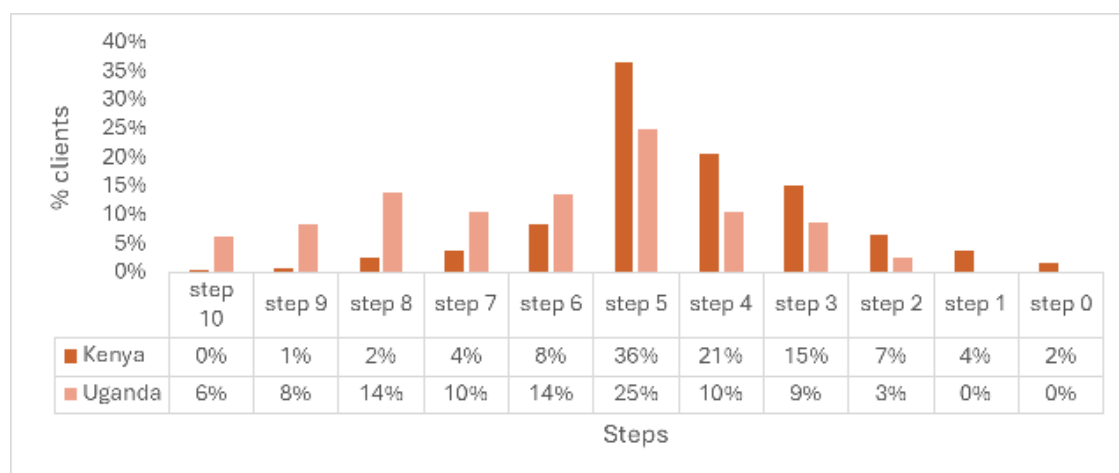 40%
35%
30%
25%
20%
15%
10%
5%
0%
% clients
step 10 step 9 step 8 step 7 step 6 step 5 step 4 step 3 step 2 step 1 step 0
Kenya 0% 1% 2% 4% 8% 36% 21% 15% 7% 4% 2%
Uganda 6% 8% 14% 10% 14% 25% 10% 9% 3% 0% 0%
Steps